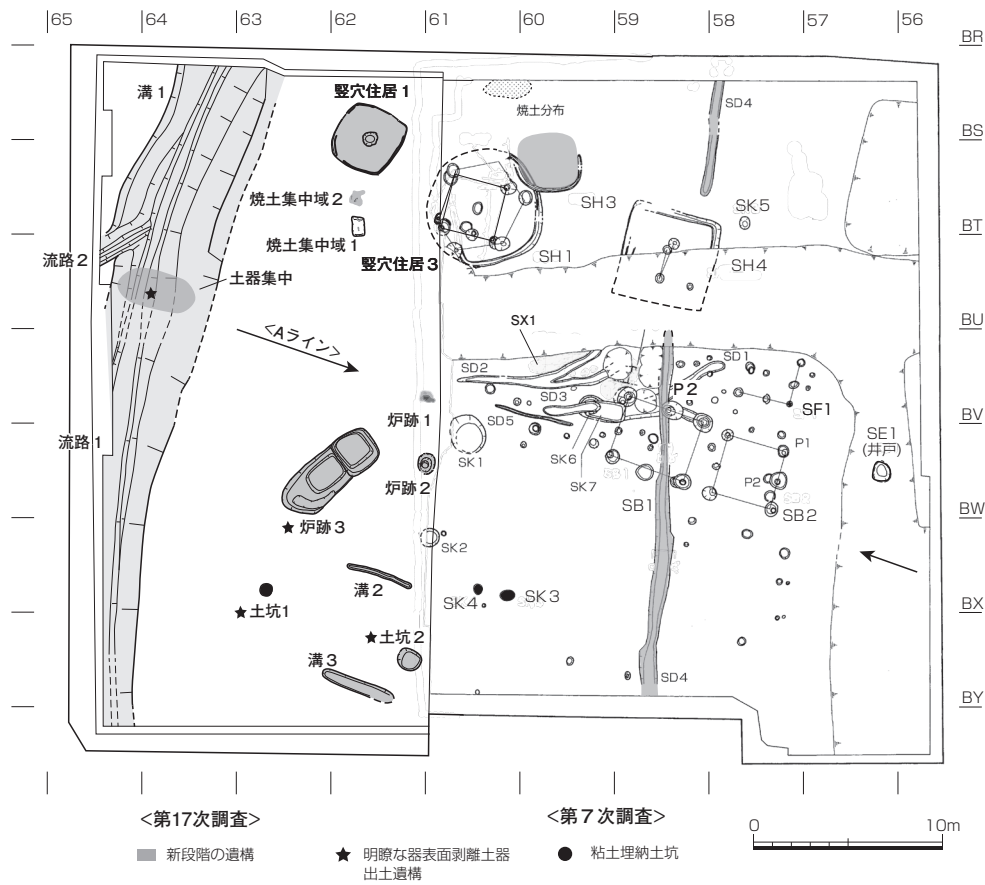 65 64 63 62 61 60 59 58 57 56
BR
溝1
竪穴住居1
焼土分布
SD4
BS
焼土集中域2
SH3
SK5
焼土集中域1
BT
流路2
竪穴住居3
SH1
SH4
土器集中
BU
<Aライン>
SX1
SD2
SD1
P2
SD3
SF1
炉跡1
SD5
BV
流路1
SK1
SE1
(井戸)
P1
SK6
炉跡2
SK7
P2
SB1
SB2
BW
★炉跡3
SK2
溝2
SK4
SK3
BX
★土坑1
★土坑2
溝3
SD4
BY
<第17次調査>
<第7次調査>
0 10m
新段階の遺構
★ 明瞭な器表面剥離土器
出土遺構
● 粘土埋納土坑